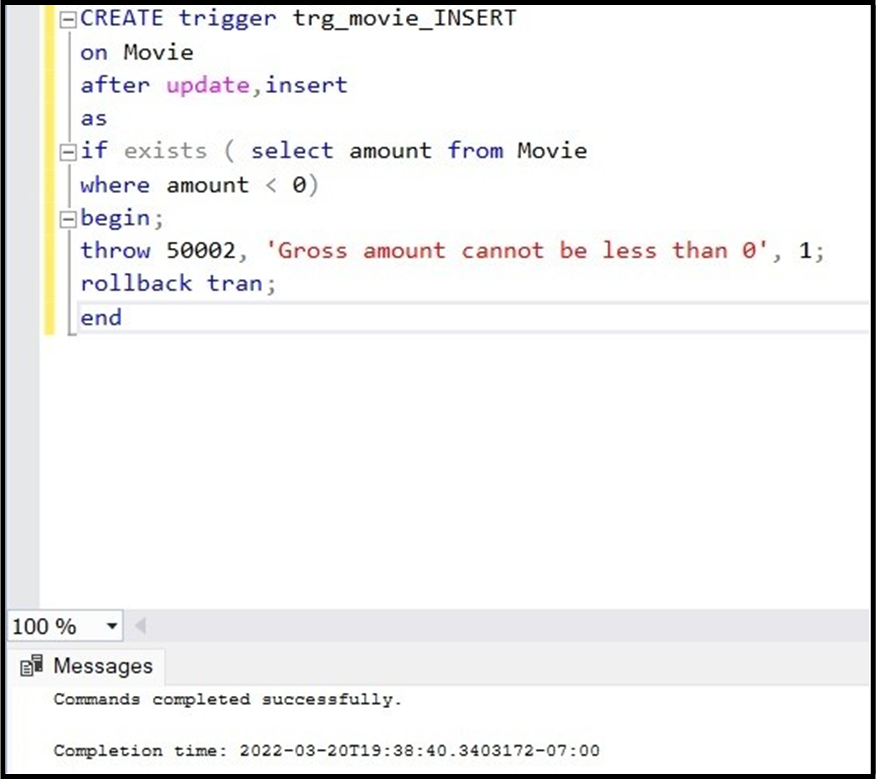 CREATE trigger trg_movie_INSERT
on Movie
after update,insert
as
if exists ( select amount from Movie
where amount < 0)
begin;
throw 50002, 'Gross amount cannot be less than 0', 1;
rollback tran;
end
100 %
Messages
Commands completed successfully.
Completion time: 2022-03-20T19:38:40.3403172-07:00